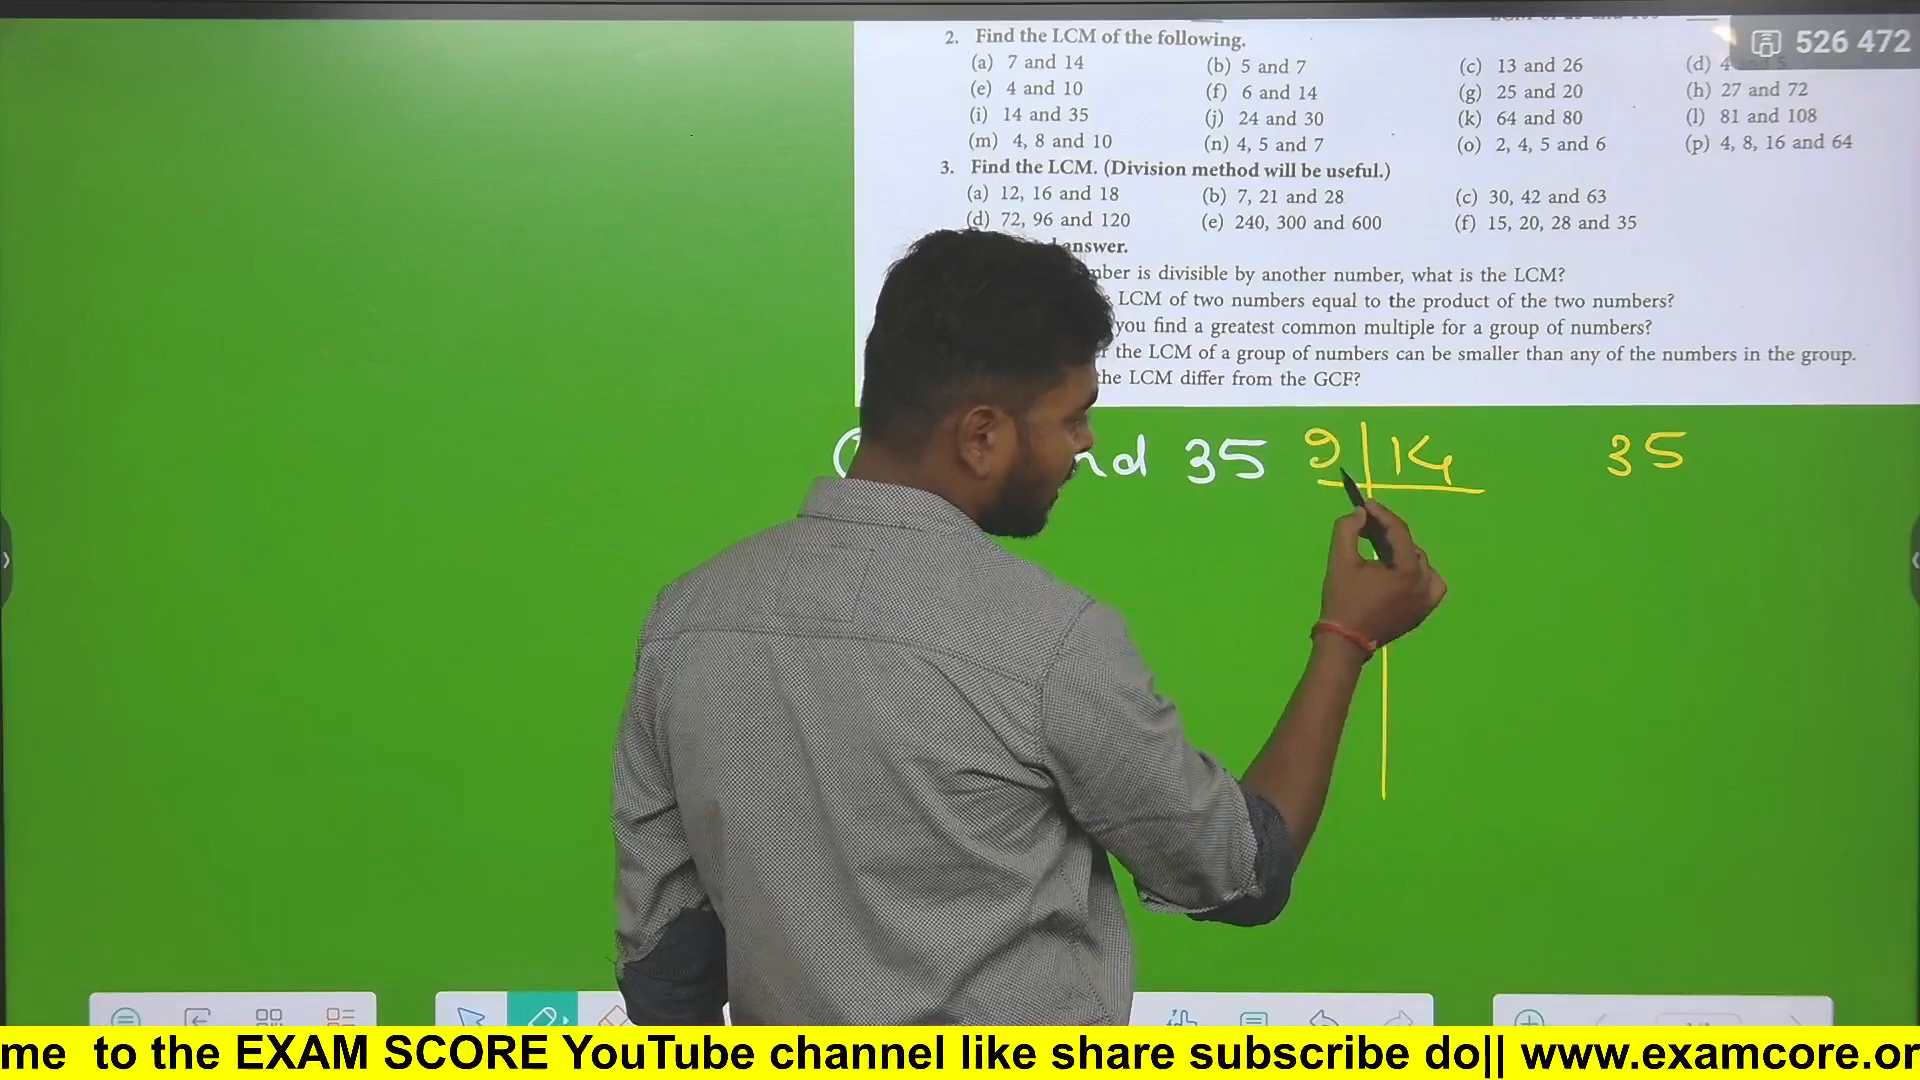 526 472
2. Find the LCM of the following.
(a) 7 and 14 (b) 5 and 7 (c) 13 and 26 (d) 4 5
(e) 4 and 10 (f) 6 and 14 (g) 25 and 20 (h) 27 and 72
(i) 14 and 35 (j) 24 and 30 (k) 64 and 80 (l) 81 and 108
(m) 4, 8 and 10 (n) 4, 5 and 7 (o) 2, 4, 5 and 6 (p) 4, 8, 16 and 64
3. Find the LCM. (Division method will be useful.)
(a) 12, 16 and 18 (b) 7, 21 and 28 (c) 30, 42 and 63
(d) 72, 96 and 120 (e) 240, 300 and 600 (f) 15, 20, 28 and 35
answer.
is divisible by another number, what is the LCM?
LCM of two numbers equal to the product of the two numbers?
you find a greatest common multiple for a group of numbers?
the LCM of a group of numbers can be smaller than any of the numbers in the group.
the LCM differ from the GCF?
nd 35 14 35
me to the EXAM SCORE YouTube channel like share subscribe do|| www.examcore.or